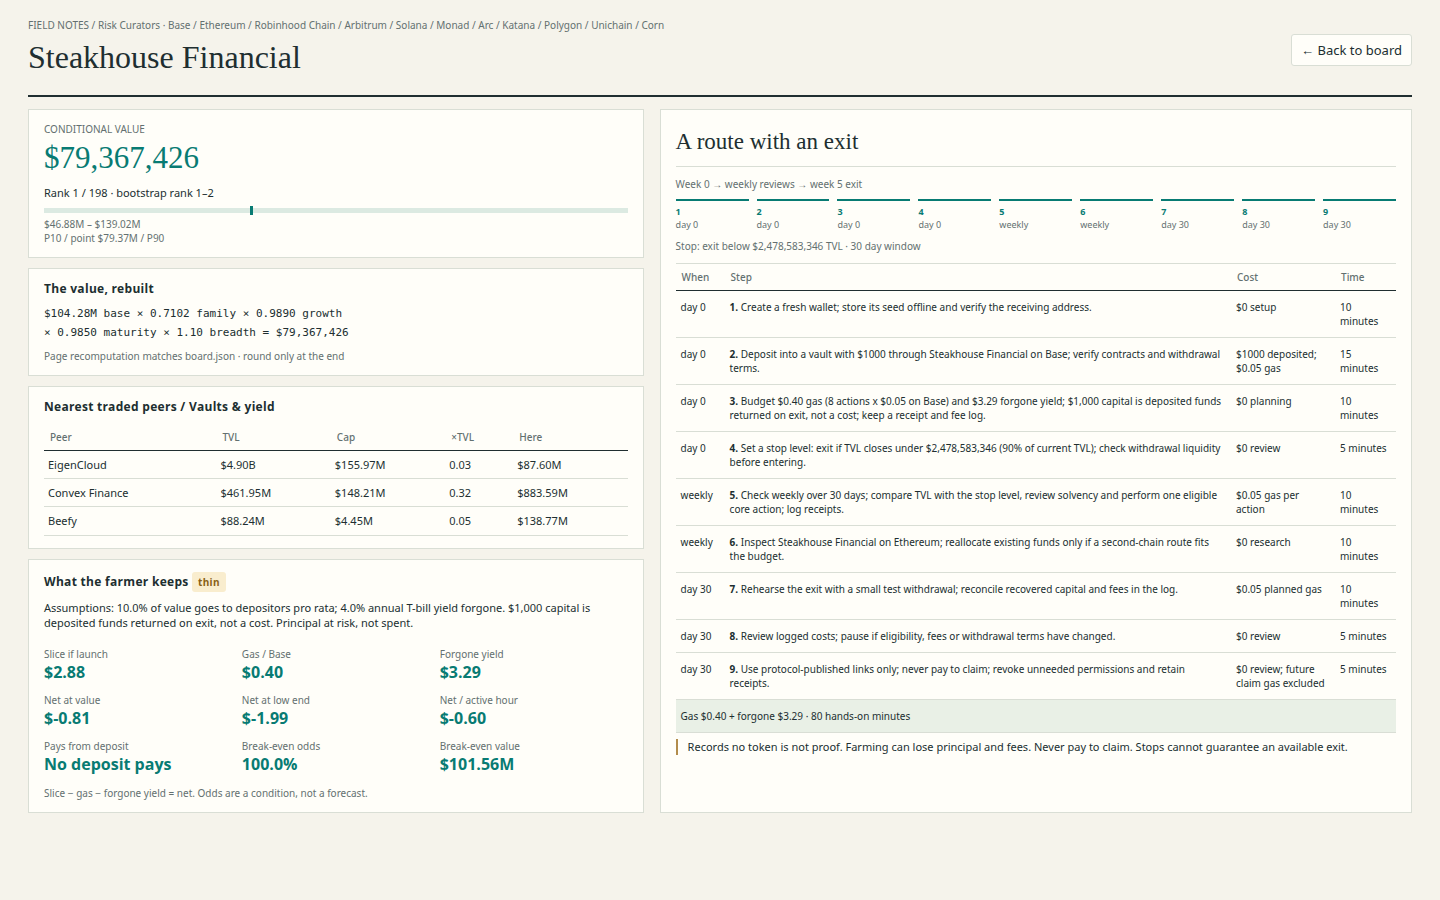 FIELD NOTES / Risk Curators · Base / Ethereum / Robinhood Chain / Arbitrum / Solana / Monad / Arc / Katana / Polygon / Unichain / Corn
Steakhouse Financial
← Back to board
CONDITIONAL VALUE
$79,367,426
Rank 1 / 198 · bootstrap rank 1–2
$46.88M – $139.02M
P10 / point $79.37M / P90
The value, rebuilt
$104.28M base × 0.7102 family × 0.9890 growth
× 0.9850 maturity × 1.10 breadth = $79,367,426
Page recomputation matches board.json · round only at the end
Nearest traded peers / Vaults & yield
Peer TVL Cap ×TVL Here
EigenCloud $4.90B $155.97M 0.03 $87.60M
Convex Finance $461.95M $148.21M 0.32 $883.59M
Beefy $88.24M $4.45M 0.05 $138.77M
What the farmer keeps thin
Assumptions: 10.0% of value goes to depositors pro rata; 4.0% annual T-bill yield forgone. $1,000 capital is
deposited funds returned on exit, not a cost. Principal at risk, not spent.
Slice if launch Gas / Base Forgone yield
$2.88 $0.40 $3.29
Net at value Net at low end Net / active hour
$-0.81 $-1.99 $-0.60
Pays from deposit Break-even odds Break-even value
No deposit pays 100.0% $101.56M
Slice − gas − forgone yield = net. Odds are a condition, not a forecast.
A route with an exit
Week 0 → weekly reviews → week 5 exit
1 2 3 4 5 6 7 8 9
day 0 day 0 day 0 day 0 weekly weekly day 30 day 30 day 30
Stop: exit below $2,478,583,346 TVL · 30 day window
When Step Cost Time
day 0 1. Create a fresh wallet; store its seed offline and verify the receiving address. $0 setup 10
minutes
day 0 2. Deposit into a vault with $1000 through Steakhouse Financial on Base; verify contracts and withdrawal $1000 deposited; 15
terms. $0.05 gas minutes
day 0 3. Budget $0.40 gas (8 actions x $0.05 on Base) and $3.29 forgone yield; $1,000 capital is deposited funds $0 planning 10
returned on exit, not a cost; keep a receipt and fee log. minutes
day 0 4. Set a stop level: exit if TVL closes under $2,478,583,346 (90% of current TVL); check withdrawal liquidity $0 review 5 minutes
before entering.
weekly 5. Check weekly over 30 days; compare TVL with the stop level, review solvency and perform one eligible $0.05 gas per 10
core action; log receipts. action minutes
weekly 6. Inspect Steakhouse Financial on Ethereum; reallocate existing funds only if a second-chain route fits $0 research 10
the budget. minutes
day 30 7. Rehearse the exit with a small test withdrawal; reconcile recovered capital and fees in the log. $0.05 planned gas 10
minutes
day 30 8. Review logged costs; pause if eligibility, fees or withdrawal terms have changed. $0 review 5 minutes
day 30 9. Use protocol-published links only; never pay to claim; revoke unneeded permissions and retain $0 review; future 5 minutes
receipts. claim gas excluded
Gas $0.40 + forgone $3.29 · 80 hands-on minutes
Records no token is not proof. Farming can lose principal and fees. Never pay to claim. Stops cannot guarantee an available exit.